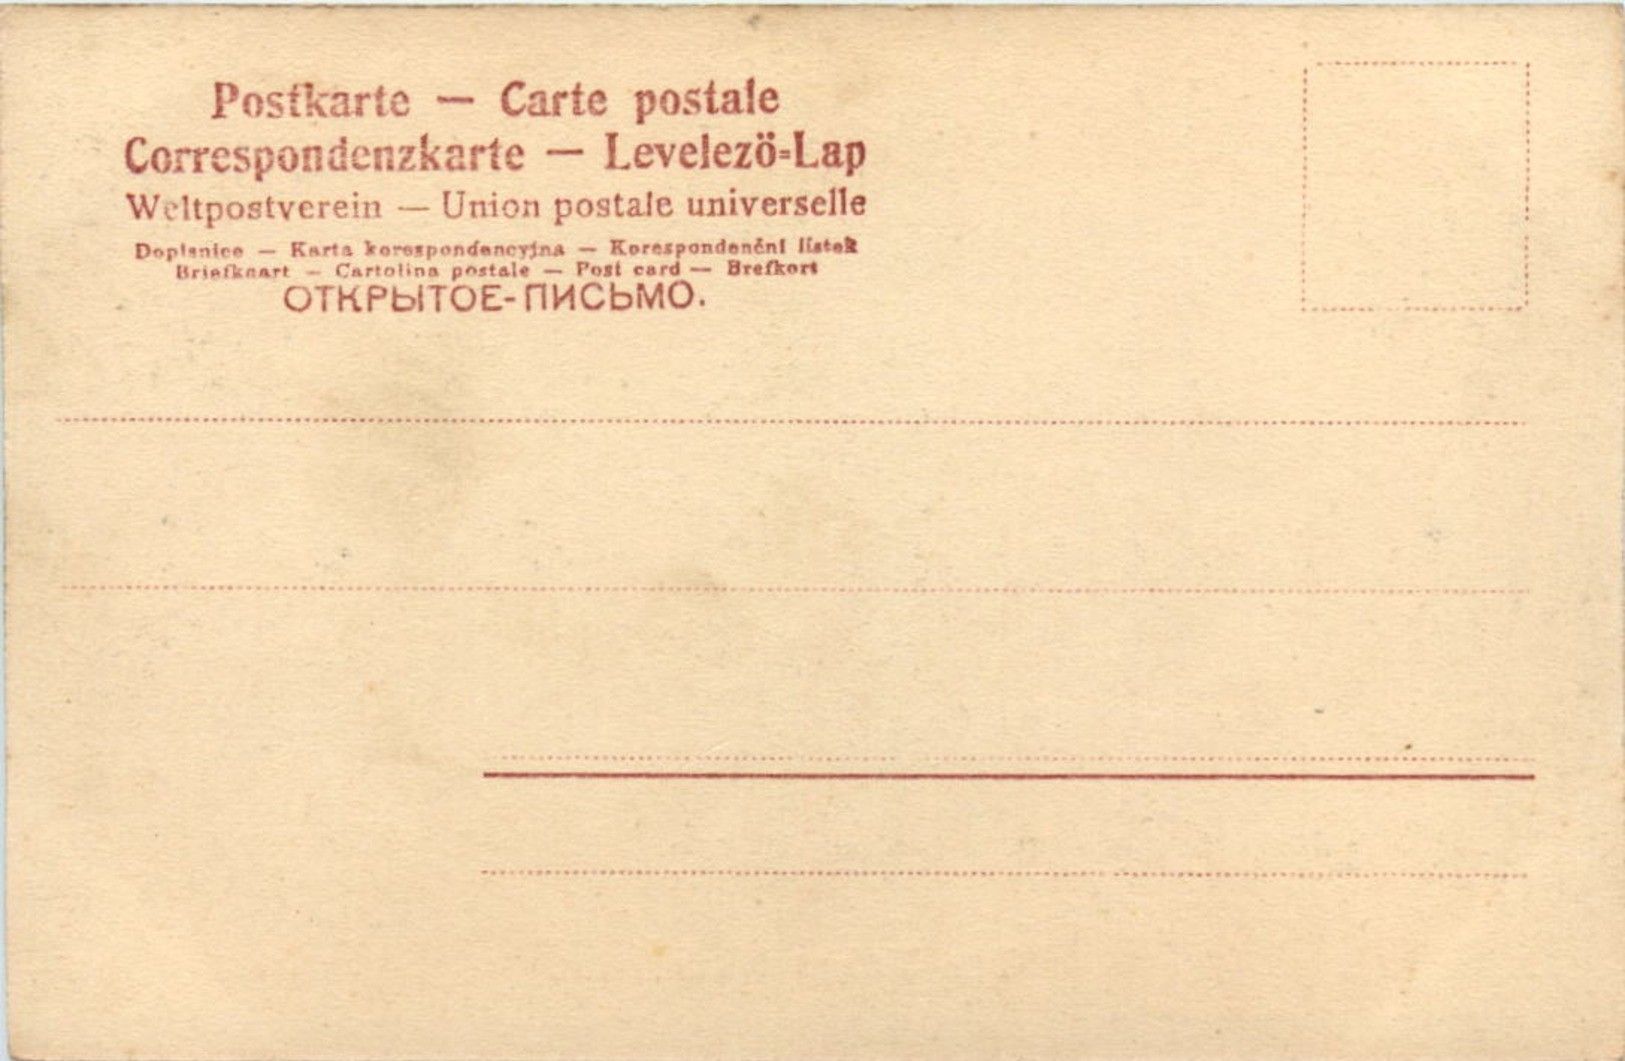 Postkarte — Carte postale
Correspondenzkarte — Levelezö-Lap
Weltpostverein — Union postale universelle
Dopisnice — Karta korespondencyjna — Korespondenční lístek
Briefkaart — Cartolina postale — Post card — Brefkort
ОТКРЫТОЕ-ПИСЬМО.